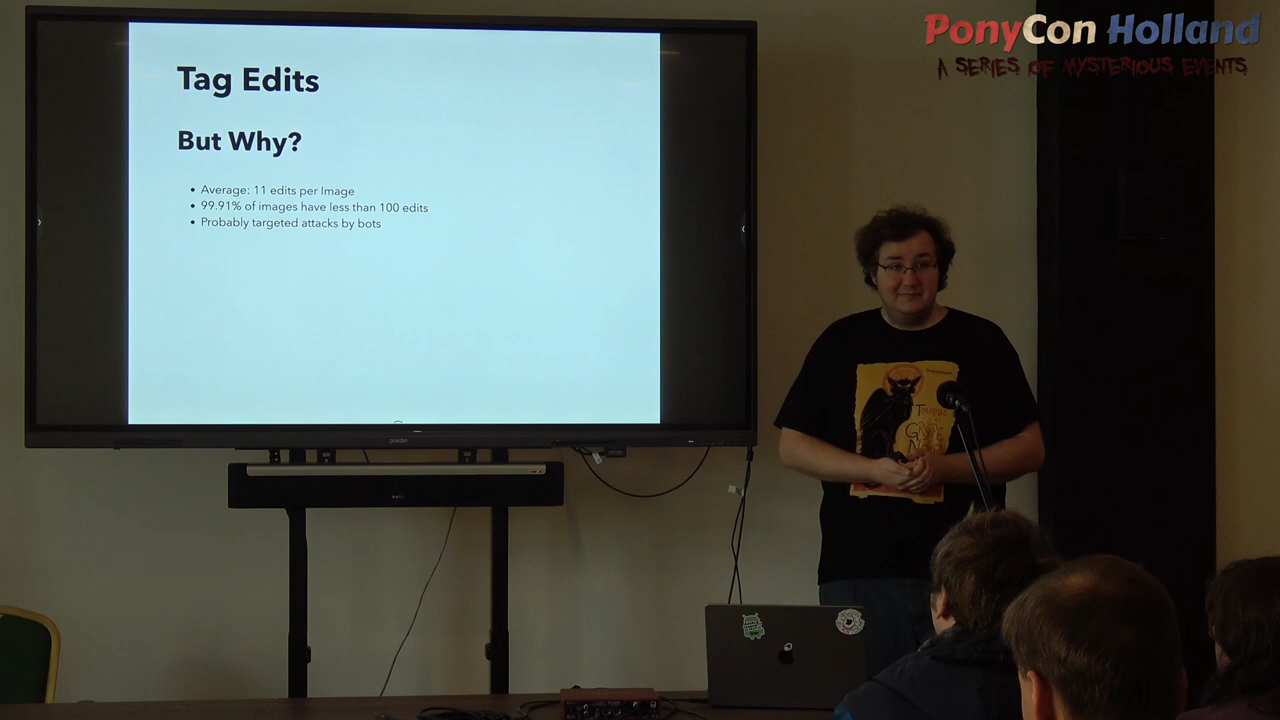 PonyCon Holland
A SERIES OF MYSTERIOUS EVENTS
Tag Edits
But Why?
• Average: 11 edits per Image
• 99.91% of images have less than 100 edits
• Probably targeted attacks by bots